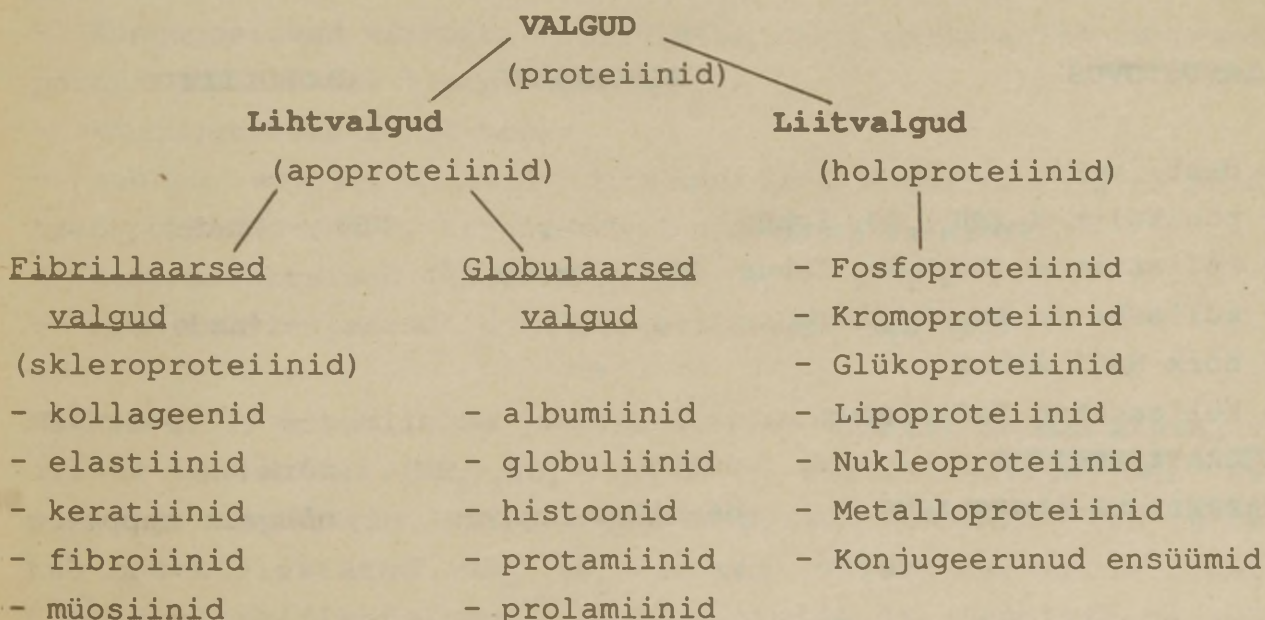 VALGUD
(proteiinid)
Lihtvalgud
(apoproteiinid)
Liitvalgud
(holoproteiinid)
Fibrillaarsed
valgud
(skleroproteiinid)
- kollageenid
- elastiinid
- keratiinid
- fibroiinid
- müosiinid
Globulaarsed
valgud
- albumiinid
- globuliinid
- histoonid
- protamiinid
- prolamiinid
- Fosfoproteiinid
- Kromoproteiinid
- Glükoproteiinid
- Lipoproteiinid
- Nukleoproteiinid
- Metalloproteiinid
- Konjugeerunud ensüümid